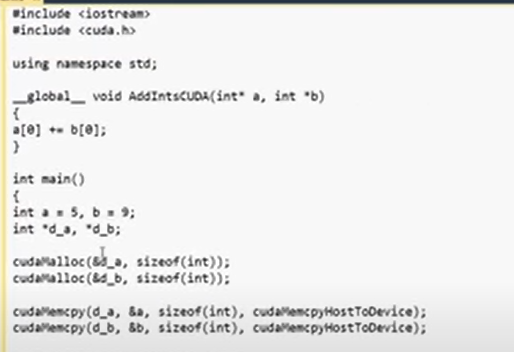 #include <iostream>
#include <cuda.h>
using namespace std;
__global__ void AddIntsCUDA(int* a, int *b)
{
a[0] += b[0];
}
int main()
{
int a = 5, b = 9;
int *d_a, *d_b;
cudaMalloc(&d_a, sizeof(int));
cudaMalloc(&d_b, sizeof(int));
cudaMemcpy(d_a, &a, sizeof(int), cudaMemcpyHostToDevice);
cudaMemcpy(d_b, &b, sizeof(int), cudaMemcpyHostToDevice);